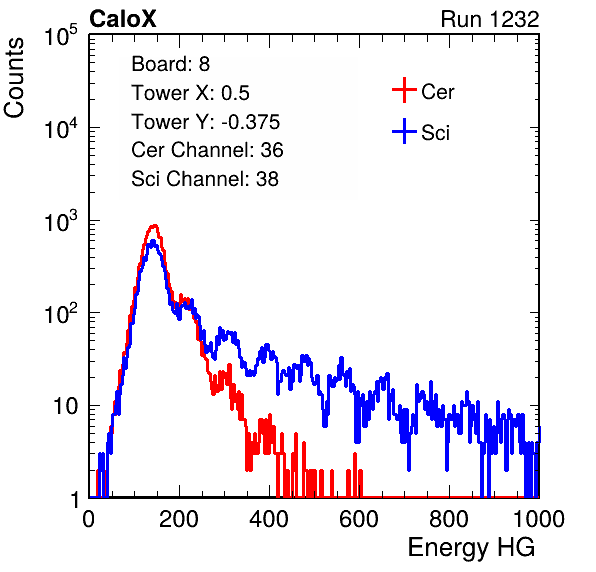 CaloX Run 1232
Counts
Board: 8
Tower X: 0.5
Tower Y: -0.375
Cer Channel: 36
Sci Channel: 38
Cer
Sci
10^5
10^4
10^3
10^2
10
1
0 200 400 600 800 1000
Energy HG